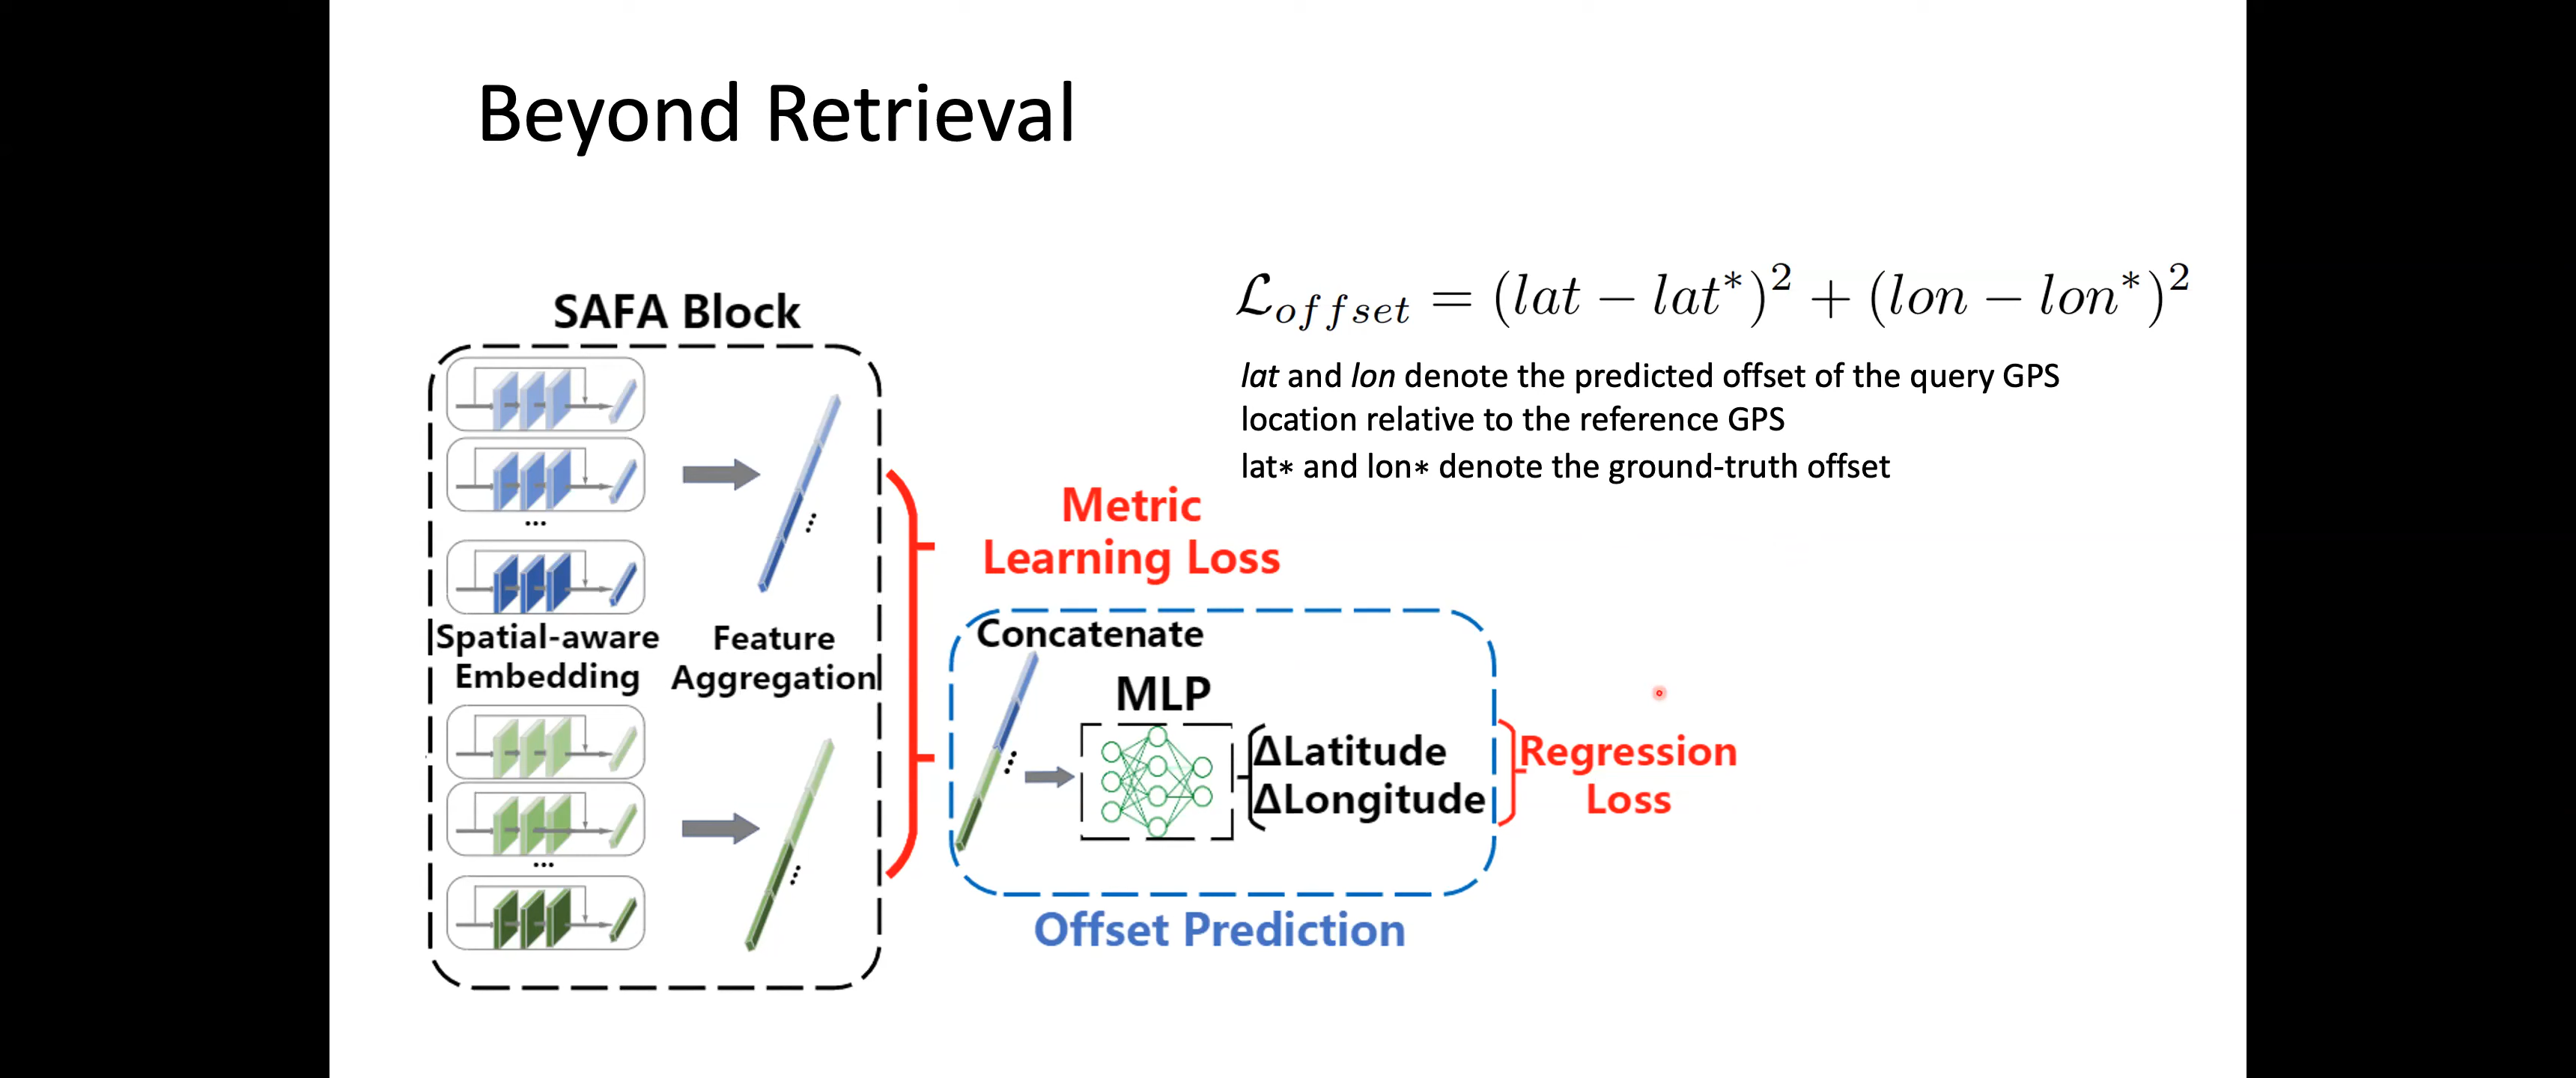 Beyond Retrieval
SAFA Block
Spatial-aware
Embedding
Feature
Aggregation
...
...
Metric
Learning Loss
Concatenate
MLP
ΔLatitude
ΔLongitude
Offset Prediction
Regression
Loss
ℒoffset = (lat − lat*)² + (lon − lon*)²
lat and lon denote the predicted offset of the query GPS
location relative to the reference GPS
lat* and lon* denote the ground-truth offset